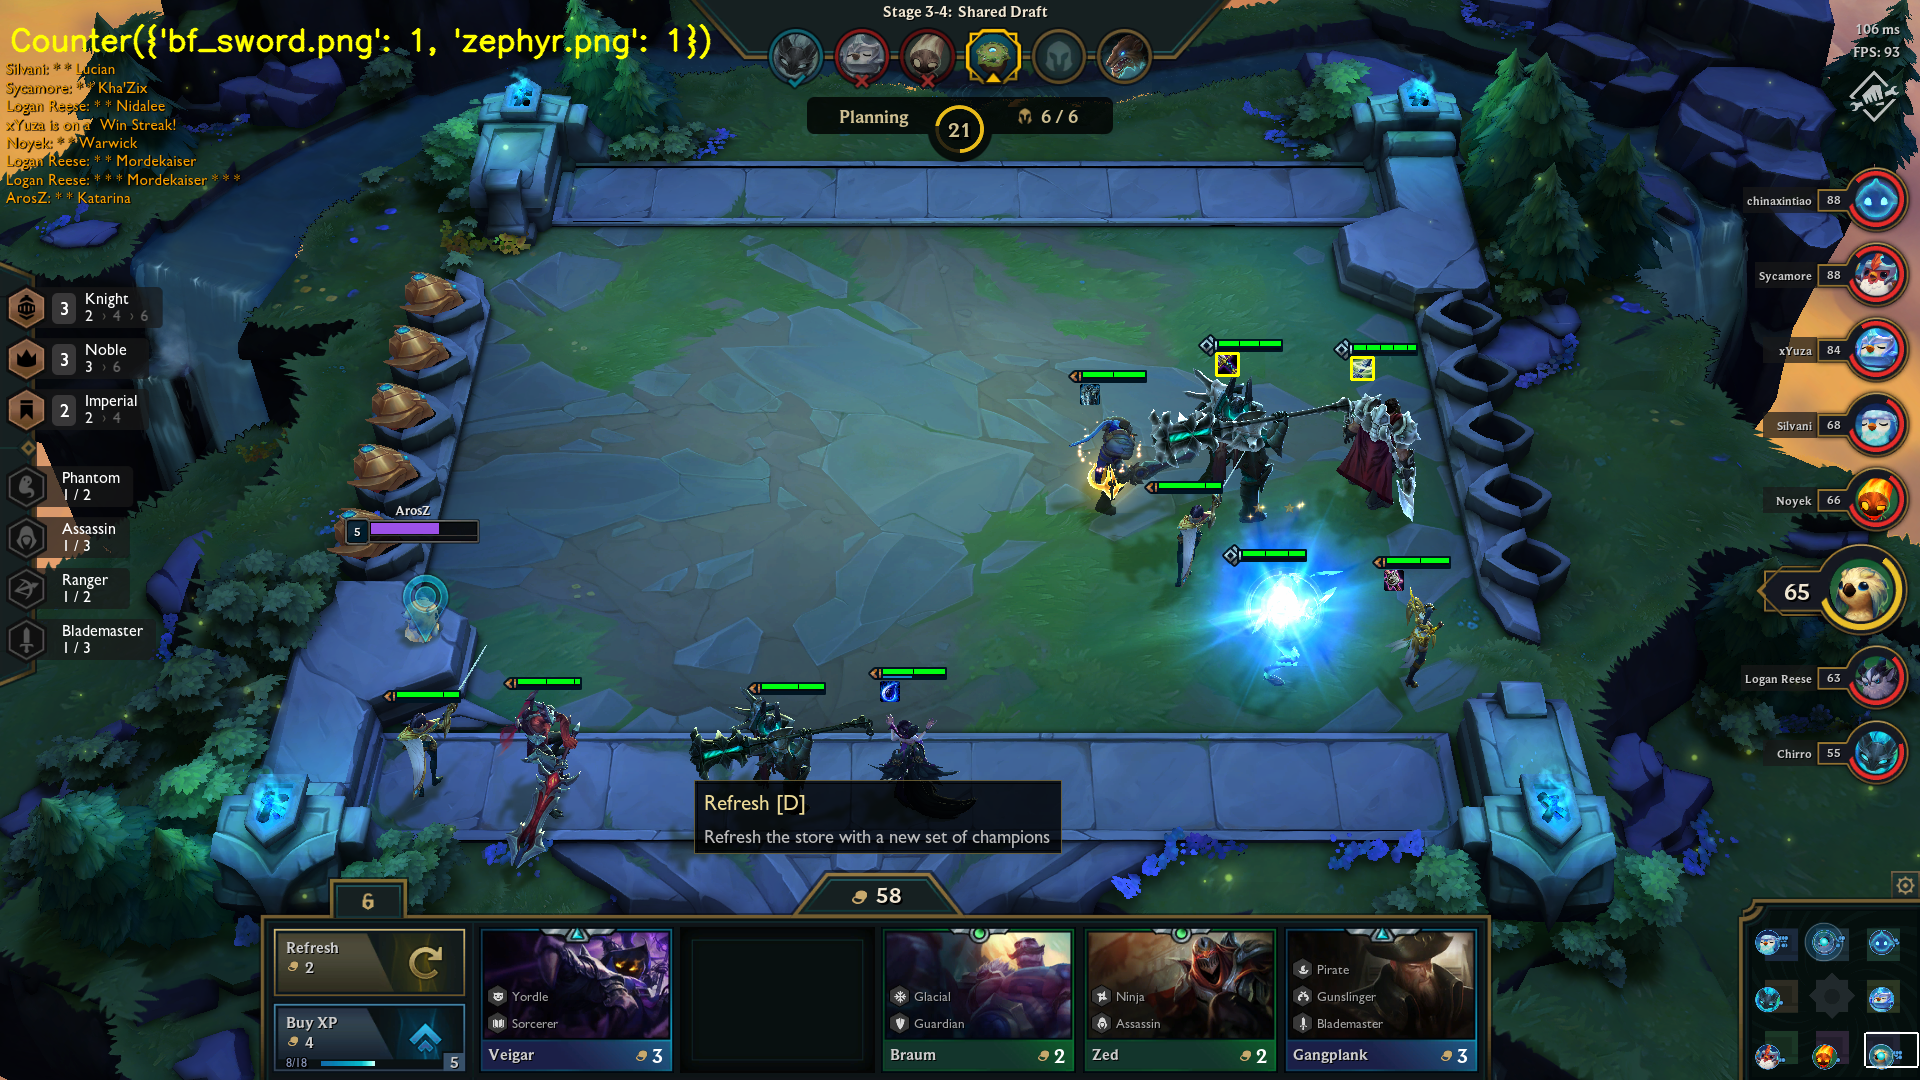 Stage 3-4: Shared Draft
Counter({'bf_sword.png': 1, 'zephyr.png': 1})
106 ms
FPS: 93
Silvani: * * Lucian
Sycamore: * * Kha'Zix
Logan Reese: * * Nidalee
xYuza is on a Win Streak!
Noyek: * * Warwick
Logan Reese: * * Mordekaiser
Logan Reese: * * * Mordekaiser * * *
ArosZ: * * Katarina
Planning
21
6 / 6
chinaxintiao 88
Sycamore 88
xYuza 84
Silvani 68
Noyek 66
65
Logan Reese 63
Chirro 55
3 Knight
2 › 4 › 6
3 Noble
3 › 6
2 Imperial
2 › 4
Phantom
1 / 2
Assassin
1 / 3
Ranger
1 / 2
Blademaster
1 / 3
ArosZ
5
Refresh [D]
Refresh the store with a new set of champions
6
58
Refresh
2
Buy XP
4
8/18
5
Yordle
Sorcerer
Veigar 3
Glacial
Guardian
Braum 2
Ninja
Assassin
Zed 2
Pirate
Gunslinger
Blademaster
Gangplank 3